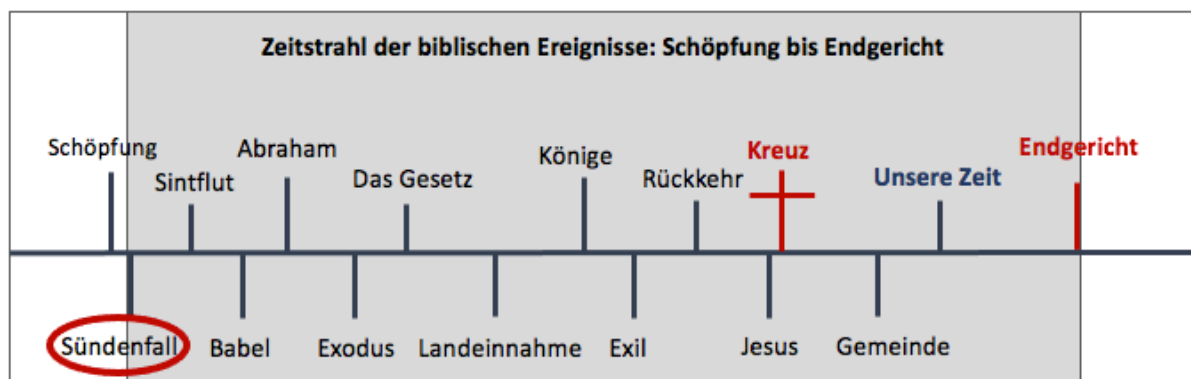 Zeitstrahl der biblischen Ereignisse: Schöpfung bis Endgericht
Schöpfung
Sintflut
Abraham
Das Gesetz
Könige
Rückkehr
Kreuz
Unsere Zeit
Endgericht
Sündenfall
Babel
Exodus
Landeinnahme
Exil
Jesus
Gemeinde